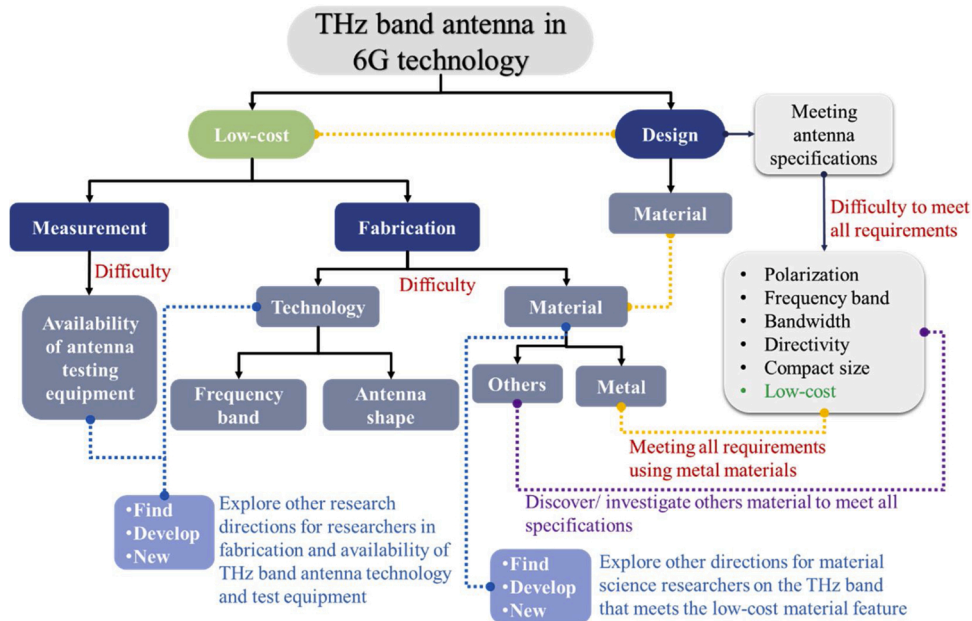 THz band antenna in
6G technology
Low-cost
Design
Meeting
antenna
specifications
Measurement
Fabrication
Material
Difficulty to meet
all requirements
Difficulty
Difficulty
Availability
of antenna
testing
equipment
Technology
Material
• Polarization
• Frequency band
• Bandwidth
• Directivity
• Compact size
• Low-cost
Frequency
band
Antenna
shape
Others
Metal
Meeting all requirements
using metal materials
Discover/ investigate others material to meet all
specifications
•Find
•Develop
•New
Explore other research
directions for researchers in
fabrication and availability of
THz band antenna technology
and test equipment
•Find
•Develop
•New
Explore other directions for material
science researchers on the THz band
that meets the low-cost material feature